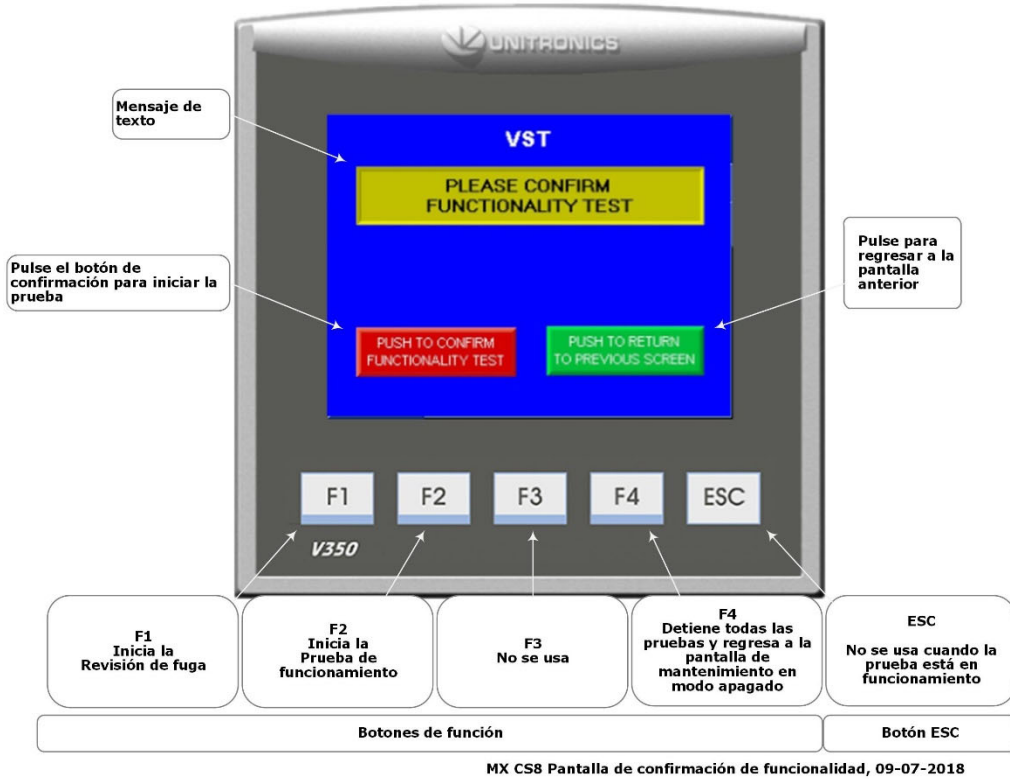 UNITRONICS
Mensaje de
texto
VST
PLEASE CONFIRM
FUNCTIONALITY TEST
Pulse para
regresar a la
pantalla
anterior
Pulse el botón de
confirmación para iniciar la
prueba
PUSH TO CONFIRM
FUNCTIONALITY TEST
PUSH TO RETURN
TO PREVIOUS SCREEN
F1
F2
F3
F4
ESC
V350
F1
Inicia la
Revisión de fuga
F2
Inicia la
Prueba de
funcionamiento
F3
No se usa
F4
Detiene todas las
pruebas y regresa a la
pantalla de
mantenimiento en
modo apagado
ESC
No se usa cuando la
prueba está en
funcionamiento
Botones de función
Botón ESC
MX CS8 Pantalla de confirmación de funcionalidad, 09-07-2018